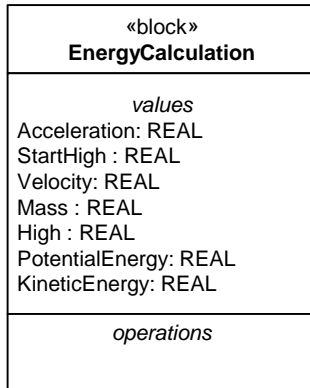 «block»
EnergyCalculation
values
Acceleration: REAL
StartHigh : REAL
Velocity: REAL
Mass : REAL
High : REAL
PotentialEnergy: REAL
KineticEnergy: REAL
operations